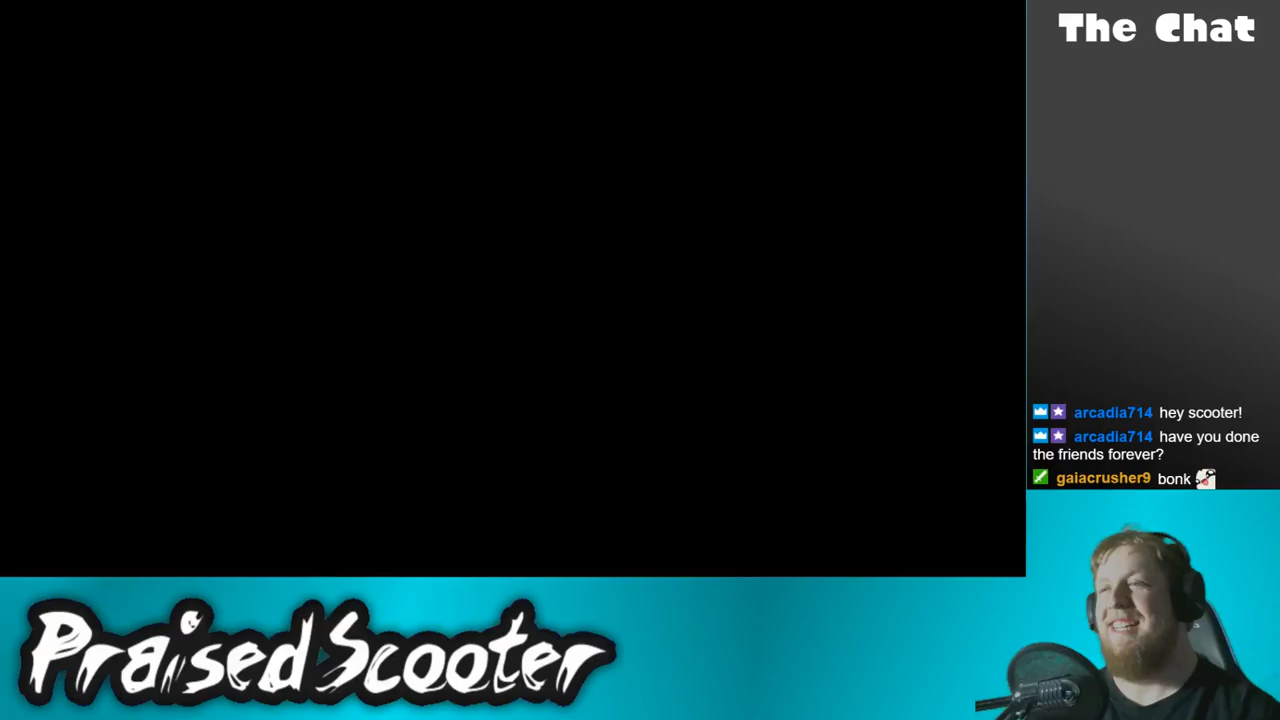 The Chat
arcadia714 hey scooter!
arcadia714 have you done
the friends forever?
gaiacrusher9 bonk
PraisedScooter